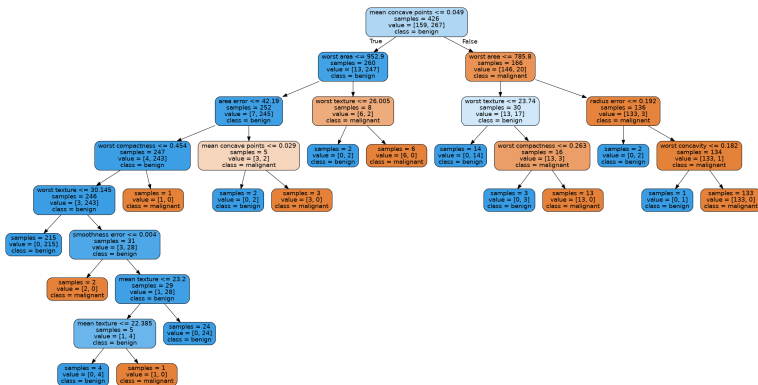 mean concave points <= 0.049
samples = 426
value = [159, 267]
class = benign
True
False
worst area <= 952.9
samples = 260
value = [13, 247]
class = benign
worst area <= 785.8
samples = 166
value = [146, 20]
class = malignant
area error <= 42.19
samples = 252
value = [7, 245]
class = benign
worst texture <= 26.005
samples = 8
value = [6, 2]
class = malignant
worst texture <= 23.74
samples = 30
value = [13, 17]
class = benign
radius error <= 0.192
samples = 136
value = [133, 3]
class = malignant
worst compactness <= 0.454
samples = 247
value = [4, 243]
class = benign
mean concave points <= 0.029
samples = 5
value = [3, 2]
class = malignant
samples = 2
value = [0, 2]
class = benign
samples = 6
value = [6, 0]
class = malignant
samples = 14
value = [0, 14]
class = benign
worst compactness <= 0.263
samples = 16
value = [13, 3]
class = malignant
samples = 2
value = [0, 2]
class = benign
worst concavity <= 0.182
samples = 134
value = [133, 1]
class = malignant
worst texture <= 30.145
samples = 246
value = [3, 243]
class = benign
samples = 1
value = [1, 0]
class = malignant
samples = 2
value = [0, 2]
class = benign
samples = 3
value = [3, 0]
class = malignant
samples = 3
value = [0, 3]
class = benign
samples = 13
value = [13, 0]
class = malignant
samples = 1
value = [0, 1]
class = benign
samples = 133
value = [133, 0]
class = malignant
samples = 215
value = [0, 215]
class = benign
smoothness error <= 0.004
samples = 31
value = [3, 28]
class = benign
samples = 2
value = [2, 0]
class = malignant
mean texture <= 23.2
samples = 29
value = [1, 28]
class = benign
mean texture <= 22.385
samples = 5
value = [1, 4]
class = benign
samples = 24
value = [0, 24]
class = benign
samples = 4
value = [0, 4]
class = benign
samples = 1
value = [1, 0]
class = malignant